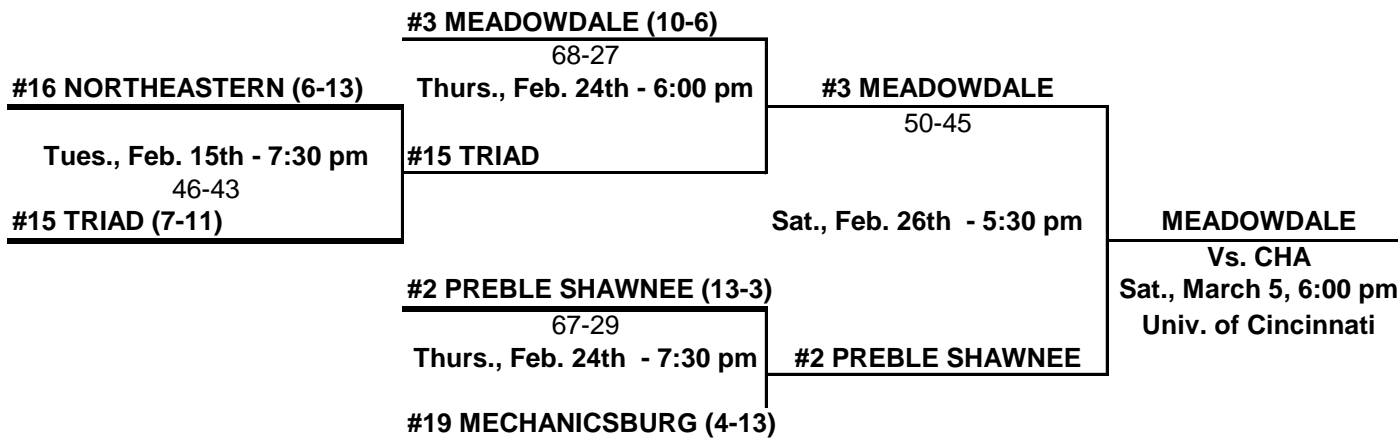 #3 MEADOWDALE (10-6)
68-27
#16 NORTHEASTERN (6-13)
Thurs., Feb. 24th - 6:00 pm
#3 MEADOWDALE
50-45
Tues., Feb. 15th - 7:30 pm
#15 TRIAD
46-43
#15 TRIAD (7-11)
Sat., Feb. 26th - 5:30 pm
MEADOWDALE
Vs. CHA
#2 PREBLE SHAWNEE (13-3)
Sat., March 5, 6:00 pm
67-29
Univ. of Cincinnati
Thurs., Feb. 24th - 7:30 pm
#2 PREBLE SHAWNEE
#19 MECHANICSBURG (4-13)